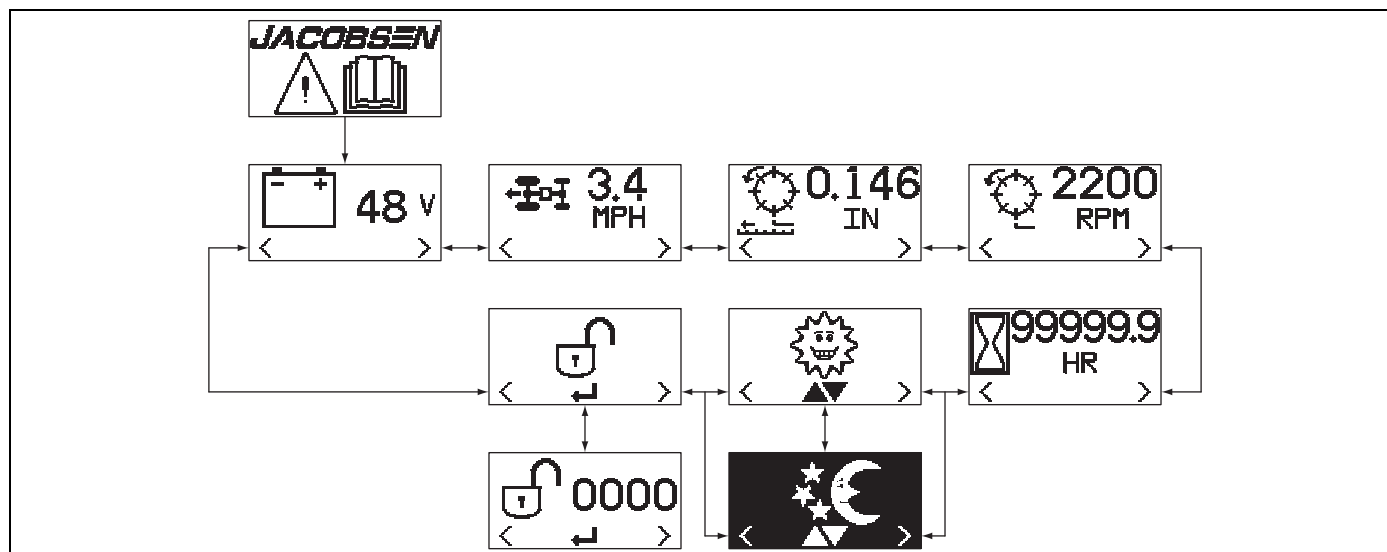 JACOBSEN
48 V
3.4
MPH
0.146
IN
2200
RPM
99999.9
HR
0000